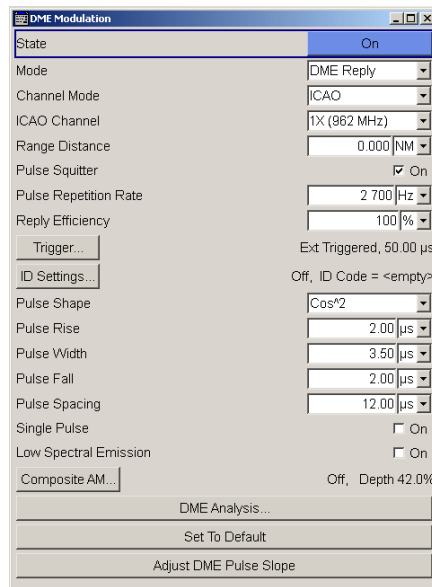 DME Modulation
State On
Mode DME Reply
Channel Mode ICAO
ICAO Channel 1X (962 MHz)
Range Distance 0.000 NM
Pulse Squitter On
Pulse Repetition Rate 2 700 Hz
Reply Efficiency 100 %
Trigger... Ext Triggered, 50.00 µs
ID Settings... Off, ID Code = <empty>
Pulse Shape Cos^2
Pulse Rise 2.00 µs
Pulse Width 3.50 µs
Pulse Fall 2.00 µs
Pulse Spacing 12.00 µs
Single Pulse On
Low Spectral Emission On
Composite AM... Off, Depth 42.0%
DME Analysis...
Set To Default
Adjust DME Pulse Slope